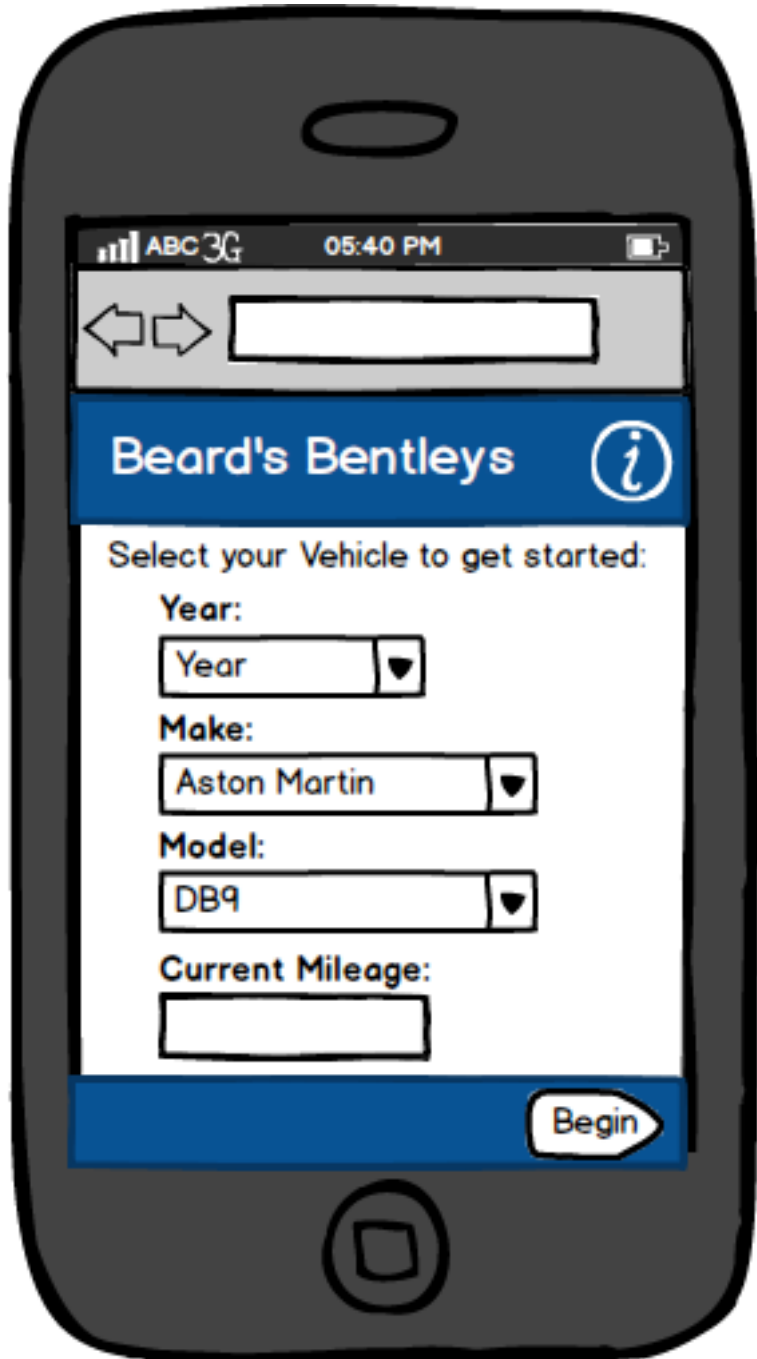 ABC 3G 05:40 PM
Beard's Bentleys i
Select your Vehicle to get started:
Year:
Year
Make:
Aston Martin
Model:
DB9
Current Mileage:
Begin